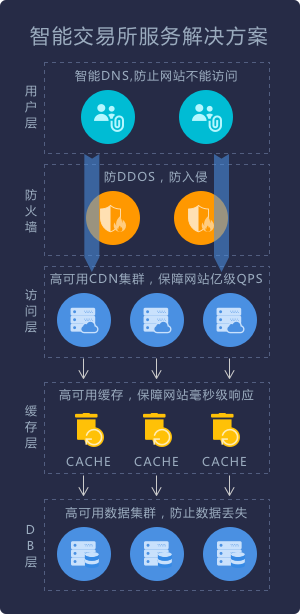 智能交易所服务解决方案
用户层
智能DNS,防止网站不能访问
防火墙
防DDOS，防入侵
访问层
高可用CDN集群，保障网站亿级QPS
缓存层
高可用缓存，保障网站毫秒级响应
CACHE CACHE CACHE
DB层
高可用数据集群，防止数据丢失